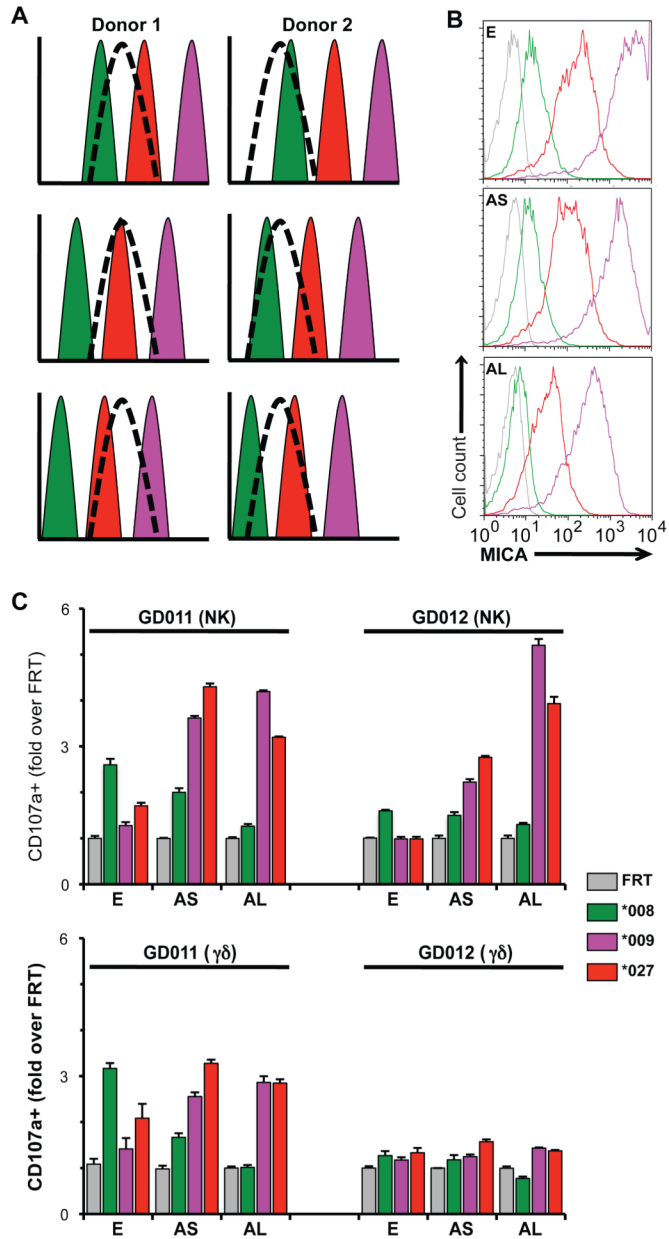 A
Donor 1
Donor 2
B
E
AS
AL
Cell count
10^0 10^1 10^2 10^3 10^4
MICA
C
GD011 (NK)
GD012 (NK)
CD107a+ (fold over FRT)
6
3
0
E AS AL E AS AL
FRT
*008
*009
*027
GD011 (γδ)
GD012 (γδ)
CD107a+ (fold over FRT)
6
3
0
E AS AL E AS AL